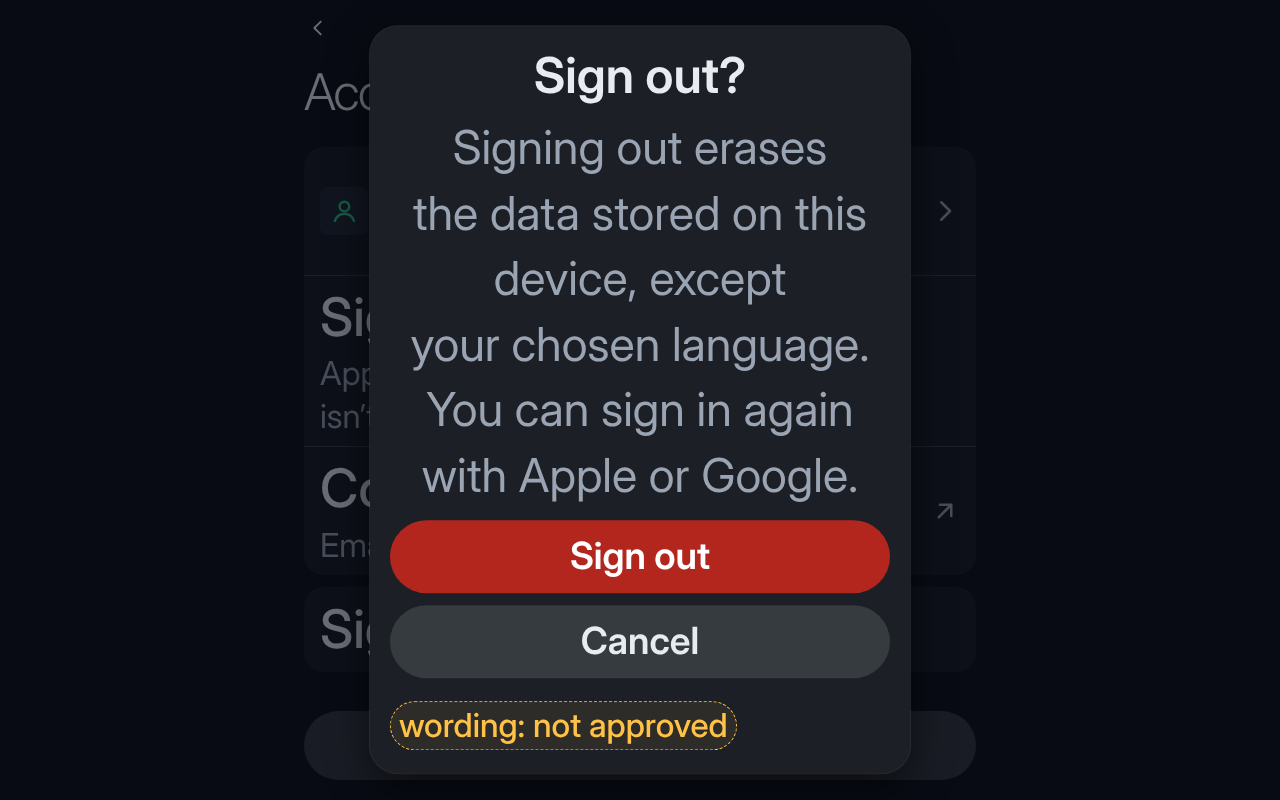 Sign out?
Signing out erases
the data stored on this
device, except
your chosen language.
You can sign in again
with Apple or Google.
Sign out
Cancel
wording: not approved